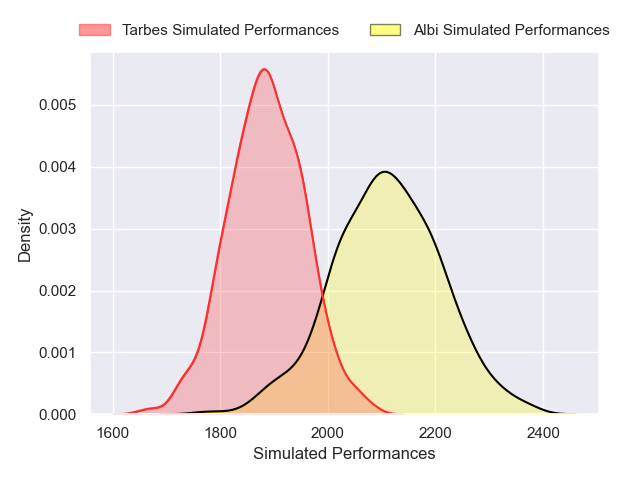 Tarbes Simulated Performances Albi Simulated Performances
0.005
0.004
0.003
0.002
0.001
0.000
Density
1600 1800 2000 2200 2400
Simulated Performances